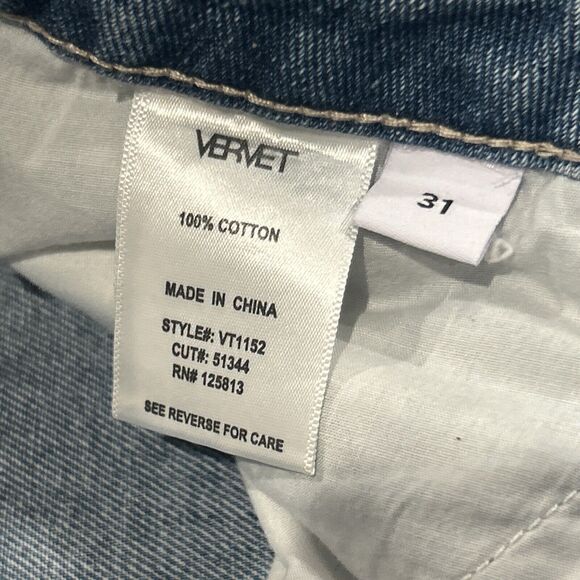 VERVET
100% COTTON
MADE IN CHINA
STYLE#: VT1152
CUT#: 51344
RN# 125813
SEE REVERSE FOR CARE
31